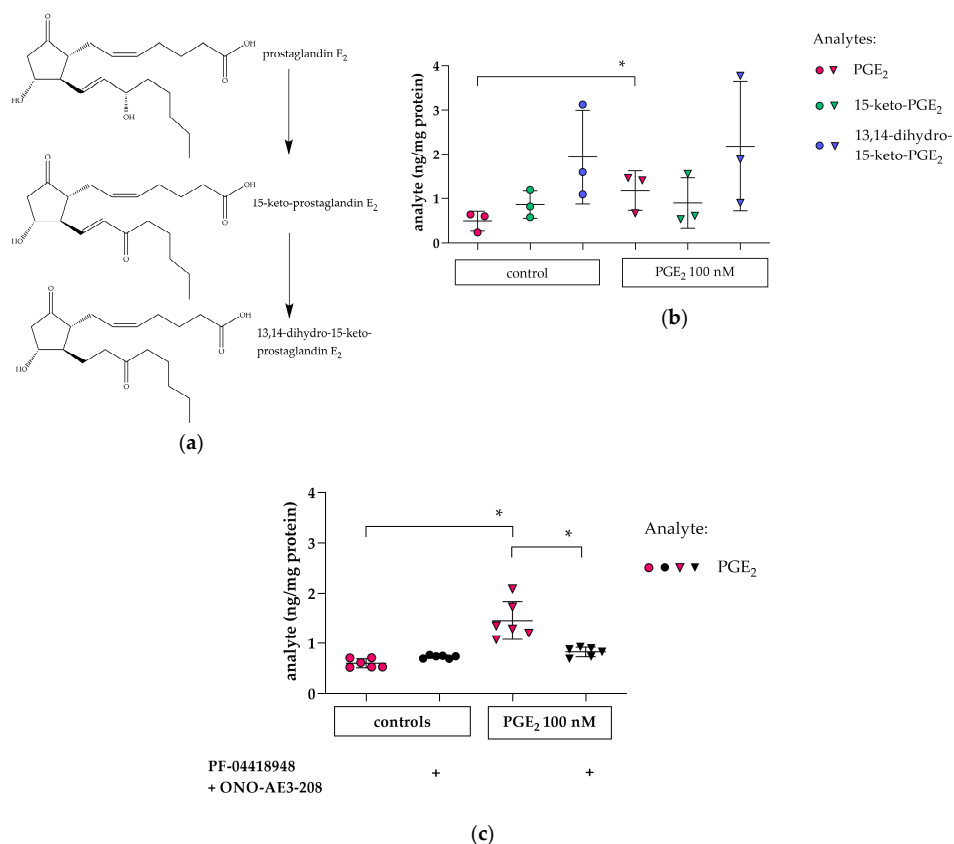 O
OH
prostaglandin E2
O
HO
OH
O
OH
15-keto-prostaglandin E2
O
HO
O
O
OH
13,14-dihydro-15-keto-
prostaglandin E2
O
HO
O
(a)
analyte (ng/mg protein)
4
3
2
1
0
*
control
PGE2 100 nM
(b)
Analytes:
PGE2
15-keto-PGE2
13,14-dihydro-
15-keto-PGE2
analyte (ng/mg protein)
4
3
2
1
0
*
*
controls
PGE2 100 nM
PF-04418948
+ ONO-AE3-208
+
+
Analyte:
PGE2
(c)